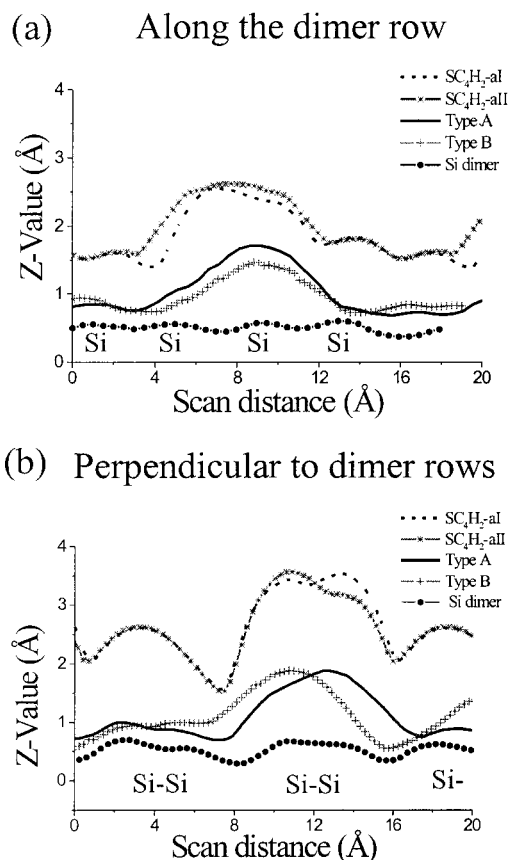 (a) Along the dimer row
SC₄H₂-aI
SC₄H₂-aII
Type A
Type B
Si dimer
Z-Value (Å)
4
3
2
1
0
Si Si Si Si
0 4 8 12 16 20
Scan distance (Å)
(b) Perpendicular to dimer rows
SC₄H₂-aI
SC₄H₂-aII
Type A
Type B
Si dimer
Z-Value (Å)
4
3
2
1
0
Si-Si Si-Si Si-
0 4 8 12 16 20
Scan distance (Å)